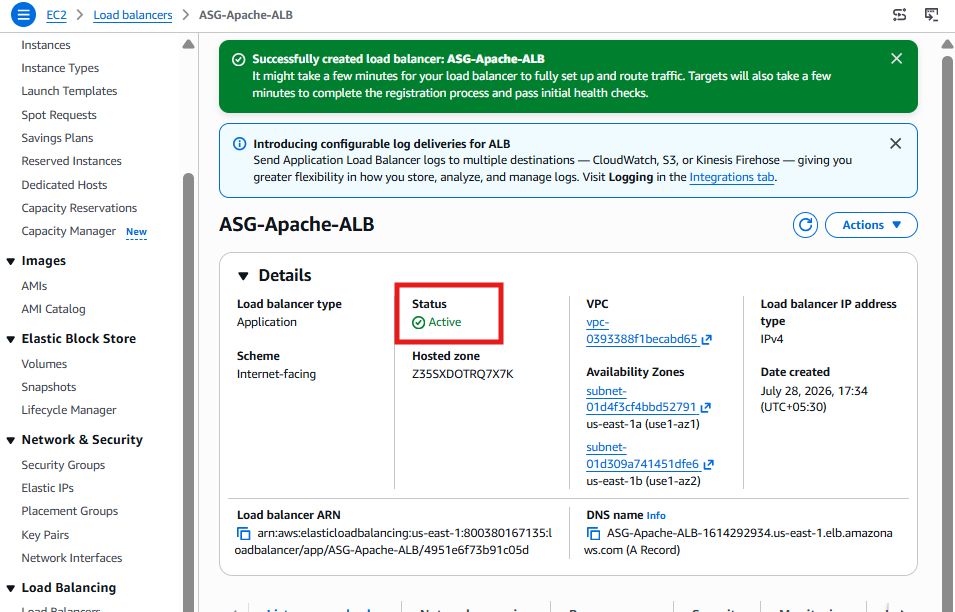 EC2 > Load balancers > ASG-Apache-ALB
Instances
Instance Types
Launch Templates
Spot Requests
Savings Plans
Reserved Instances
Dedicated Hosts
Capacity Reservations
Capacity Manager New
Images
AMIs
AMI Catalog
Elastic Block Store
Volumes
Snapshots
Lifecycle Manager
Network & Security
Security Groups
Elastic IPs
Placement Groups
Key Pairs
Network Interfaces
Load Balancing
Load Balancers
Successfully created load balancer: ASG-Apache-ALB
It might take a few minutes for your load balancer to fully set up and route traffic. Targets will also take a few
minutes to complete the registration process and pass initial health checks.
Introducing configurable log deliveries for ALB
Send Application Load Balancer logs to multiple destinations — CloudWatch, S3, or Kinesis Firehose — giving you
greater flexibility in how you store, analyze, and manage logs. Visit Logging in the Integrations tab.
ASG-Apache-ALB
Actions
Details
Load balancer type
Application
Scheme
Internet-facing
Status
Active
Hosted zone
Z35SXDOTRQ7X7K
VPC
vpc-
0393388f1becabd65
Availability Zones
subnet-
01d4f3cf4bbd52791
us-east-1a (use1-az1)
subnet-
01d309a741451dfe6
us-east-1b (use1-az2)
Load balancer IP address
type
IPv4
Date created
July 28, 2026, 17:34
(UTC+05:30)
Load balancer ARN
arn:aws:elasticloadbalancing:us-east-1:800380167135:l
oadbalancer/app/ASG-Apache-ALB/4951e6f73b91c05d
DNS name Info
ASG-Apache-ALB-1614292934.us-east-1.elb.amazona
ws.com (A Record)